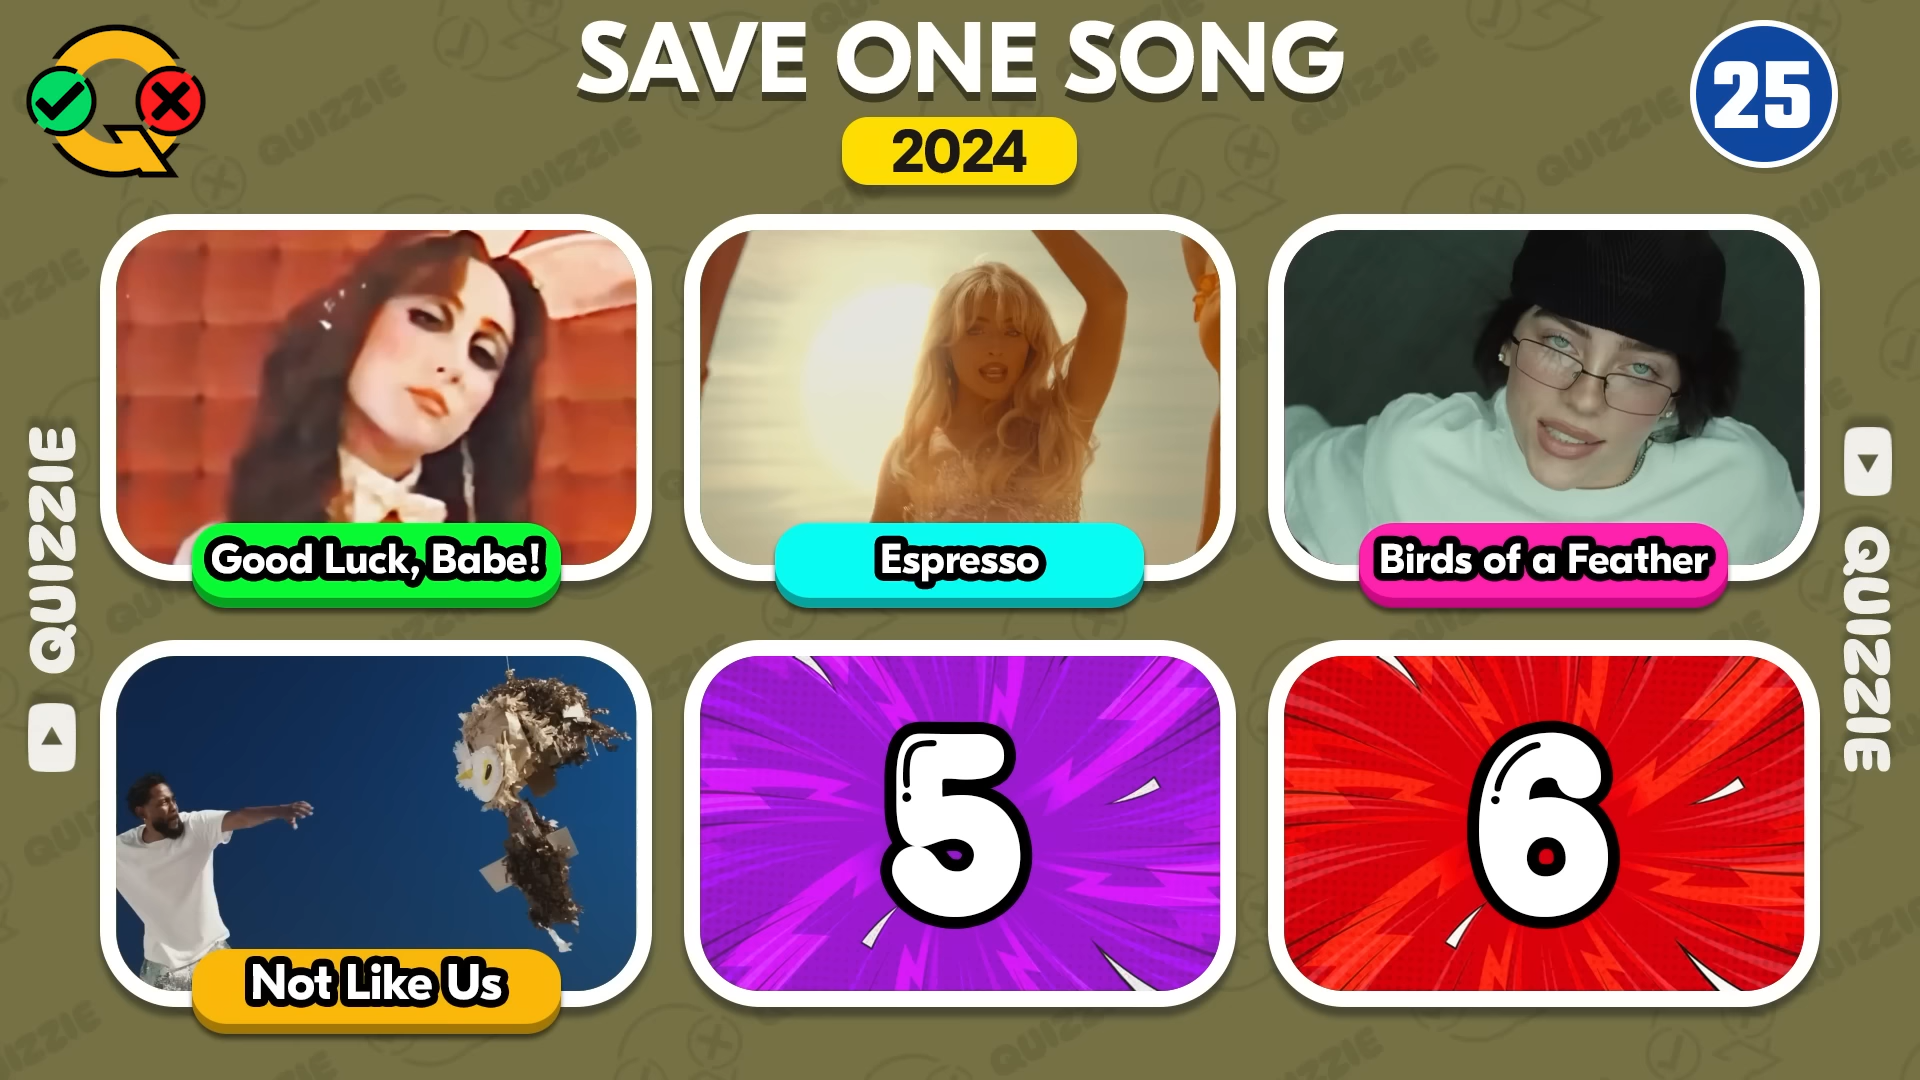 SAVE ONE SONG
2024
25
Good Luck, Babe!
Espresso
Birds of a Feather
Not Like Us
5
6
QUIZZIE
QUIZZIE